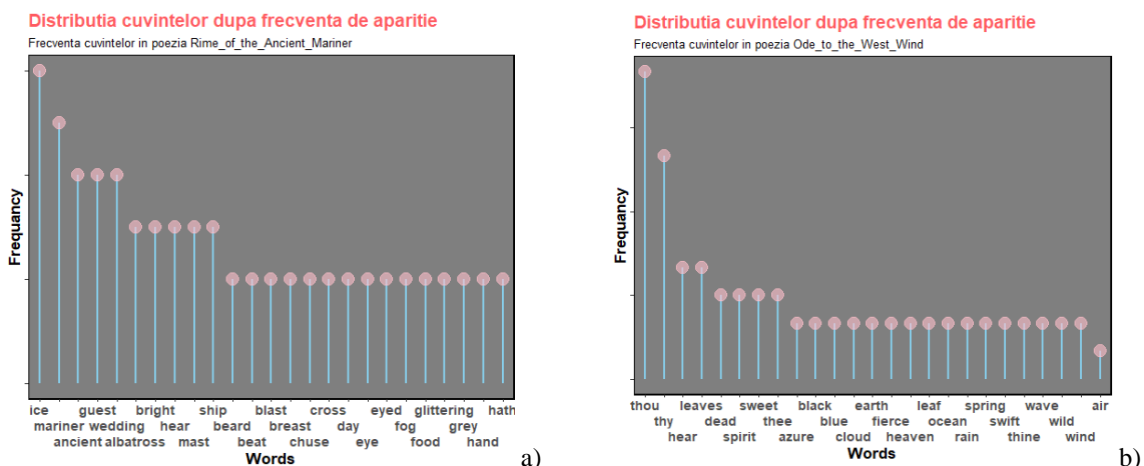 Distributia cuvintelor dupa frecventa de aparitie
Frecventa cuvintelor in poezia Rime_of_the_Ancient_Mariner
Frequancy
ice guest bright ship blast cross eyed glittering hath
mariner wedding hear beard breast day fog grey
ancient albatross mast beat chuse eye food hand
Words
a)
Distributia cuvintelor dupa frecventa de aparitie
Frecventa cuvintelor in poezia Ode_to_the_West_Wind
Frequancy
thou leaves sweet black earth leaf spring wave air
thy dead thee blue fierce ocean swift wild
hear spirit azure cloud heaven rain thine wind
Words
b)